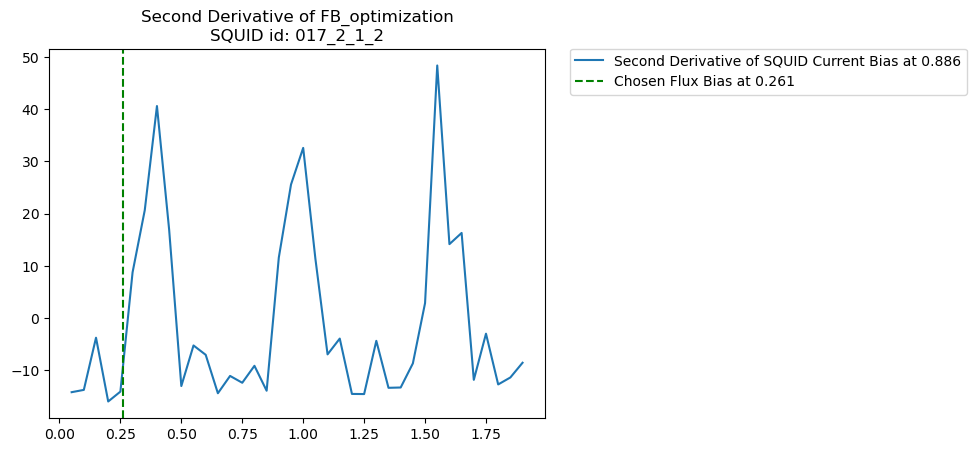 Second Derivative of FB_optimization
SQUID id: 017_2_1_2
50
40
30
20
10
0
−10
0.00 0.25 0.50 0.75 1.00 1.25 1.50 1.75
Second Derivative of SQUID Current Bias at 0.886
Chosen Flux Bias at 0.261